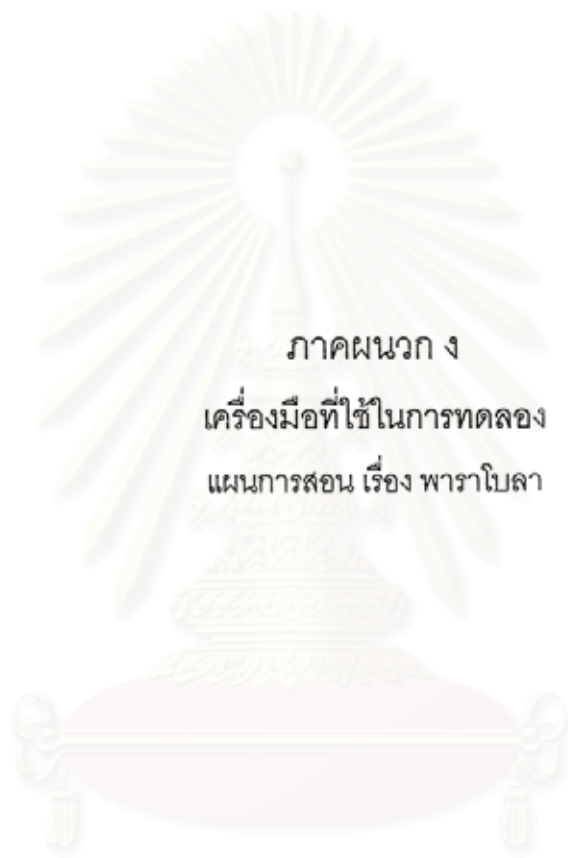 ภาคผนวก ง
เครื่องมือที่ใช้ในการทดลอง
แผนการสอน เรื่อง พาราโบลา